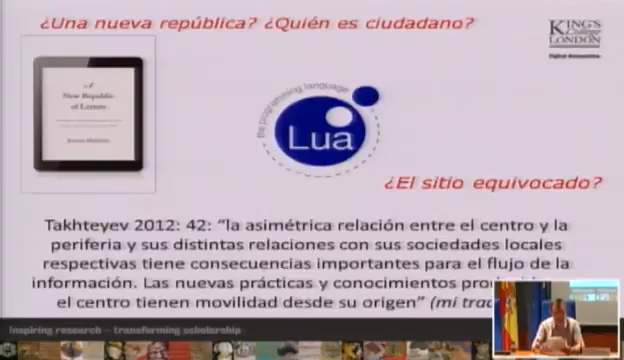 ¿Una nueva república? ¿Quién es ciudadano?
KING'S
College
LONDON
Digital Humanities
A
New Republic
of Letters
the programming language
Lua
¿El sitio equivocado?
Takhteyev 2012: 42: “la asimétrica relación entre el centro y la
periferia y sus distintas relaciones con sus sociedades locales
respectivas tiene consecuencias importantes para el flujo de la
información. Las nuevas prácticas y conocimientos
el centro tienen movilidad desde su origen” (mi
Inspiring research – transforming scholarship